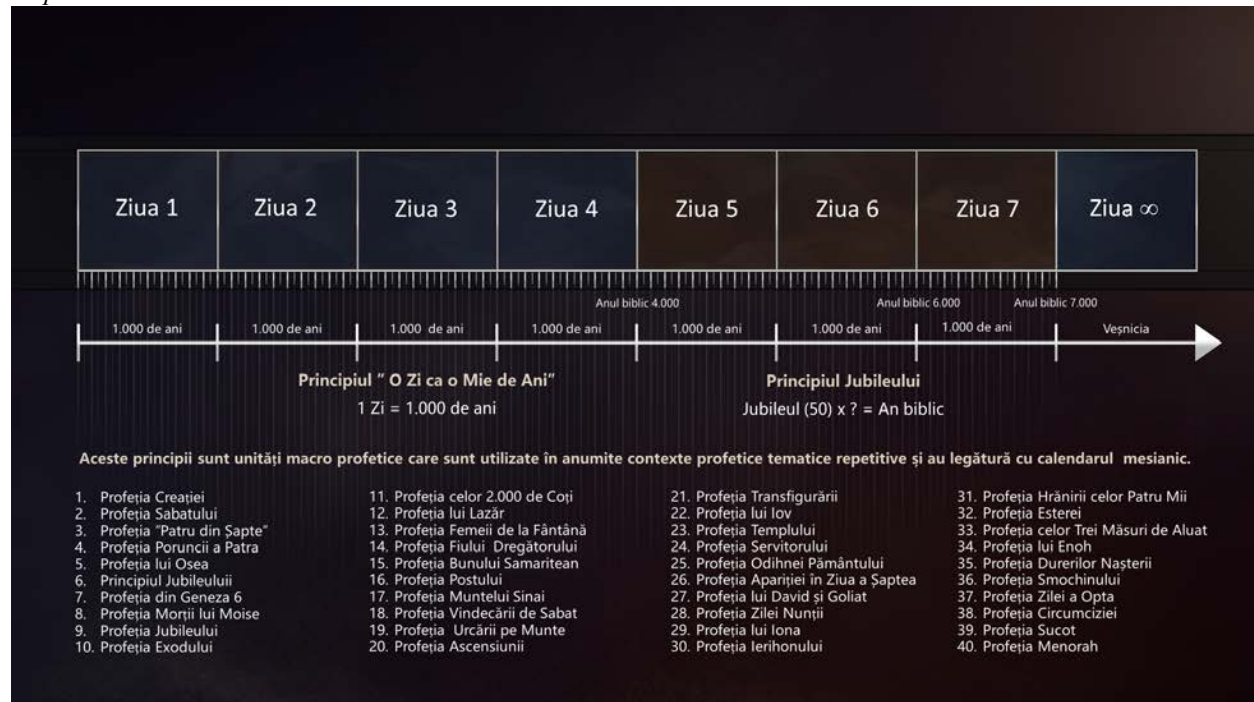 Ziua 1 Ziua 2 Ziua 3 Ziua 4 Ziua 5 Ziua 6 Ziua 7 Ziua ∞
Anul biblic 4.000 Anul biblic 6.000 Anul biblic 7.000
1.000 de ani 1.000 de ani 1.000 de ani 1.000 de ani 1.000 de ani 1.000 de ani 1.000 de ani Veșnicia
Principiul " O Zi ca o Mie de Ani"
1 Zi = 1.000 de ani
Principiul Jubileului
Jubileul (50) x ? = An biblic
Aceste principii sunt unități macro profetice care sunt utilizate în anumite contexte profetice tematice repetitive și au legătură cu calendarul mesianic.
1. Profeția Creației
2. Profeția Sabatului
3. Profeția "Patru din Șapte"
4. Profeția Poruncii a Patra
5. Profeția lui Osea
6. Principiul Jubileuluii
7. Profeția din Geneza 6
8. Profeția Morții lui Moise
9. Profeția Jubileului
10. Profeția Exodului
11. Profeția celor 2.000 de Coți
12. Profeția lui Lazăr
13. Profeția Femeii de la Fântână
14. Profeția Fiului Dregătorului
15. Profeția Bunului Samaritean
16. Profeția Postului
17. Profeția Muntelui Sinai
18. Profeția Vindecării de Sabat
19. Profeția Urcării pe Munte
20. Profeția Ascensiunii
21. Profeția Transfigurării
22. Profeția lui Iov
23. Profeția Templului
24. Profeția Servitorului
25. Profeția Odihnei Pământului
26. Profeția Apariției în Ziua a Șaptea
27. Profeția lui David și Goliat
28. Profeția Zilei Nunții
29. Profeția lui Iona
30. Profeția Ierihonului
31. Profeția Hrănirii celor Patru Mii
32. Profeția Esterei
33. Profeția celor Trei Măsuri de Aluat
34. Profeția lui Enoh
35. Profeția Durerilor Nașterii
36. Profeția Smochinului
37. Profeția Zilei a Opta
38. Profeția Circumciziei
39. Profeția Sucot
40. Profeția Menorah